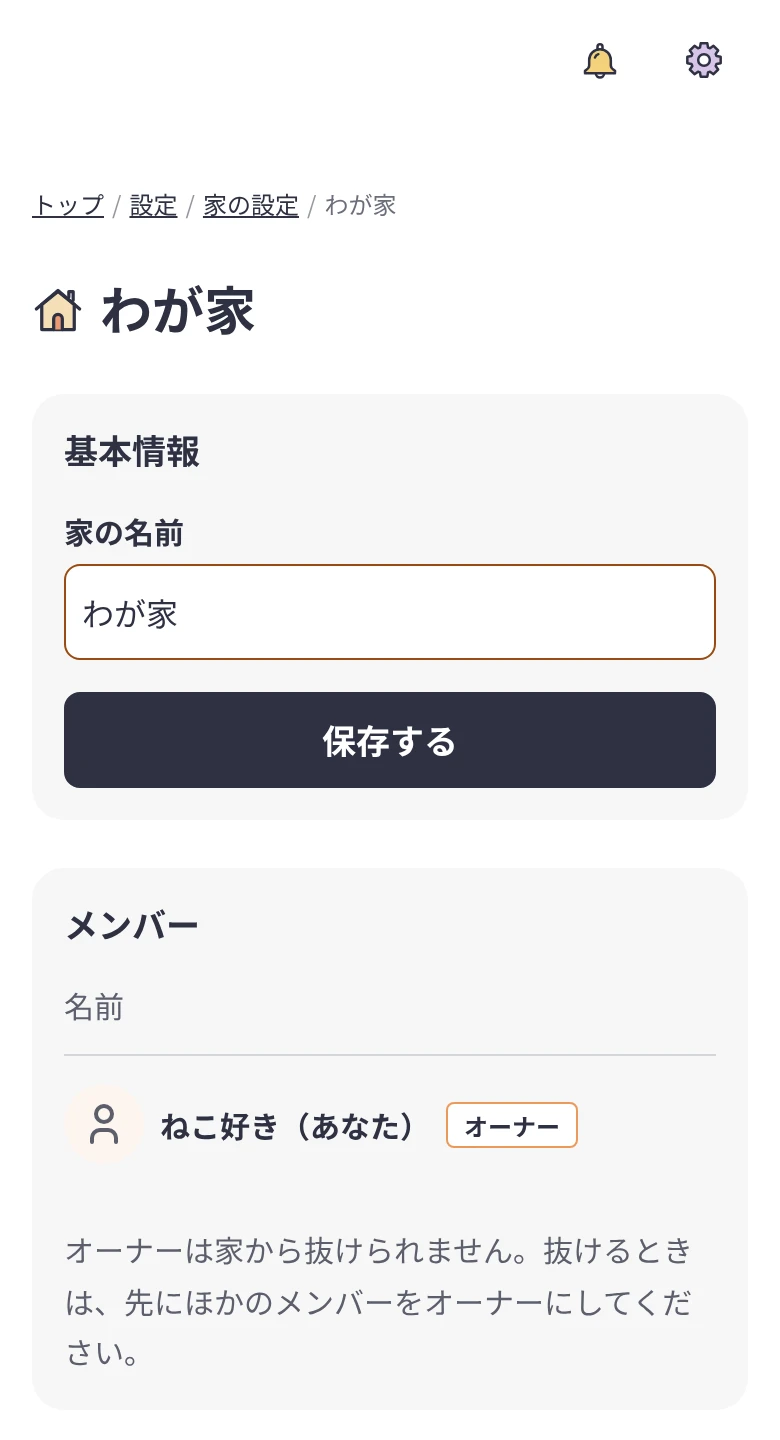 トップ / 設定 / 家の設定 / わが家
わが家
基本情報
家の名前
わが家
保存する
メンバー
名前
ねこ好き（あなた） オーナー
オーナーは家から抜けられません。抜けるとき
は、先にほかのメンバーをオーナーにしてくだ
さい。